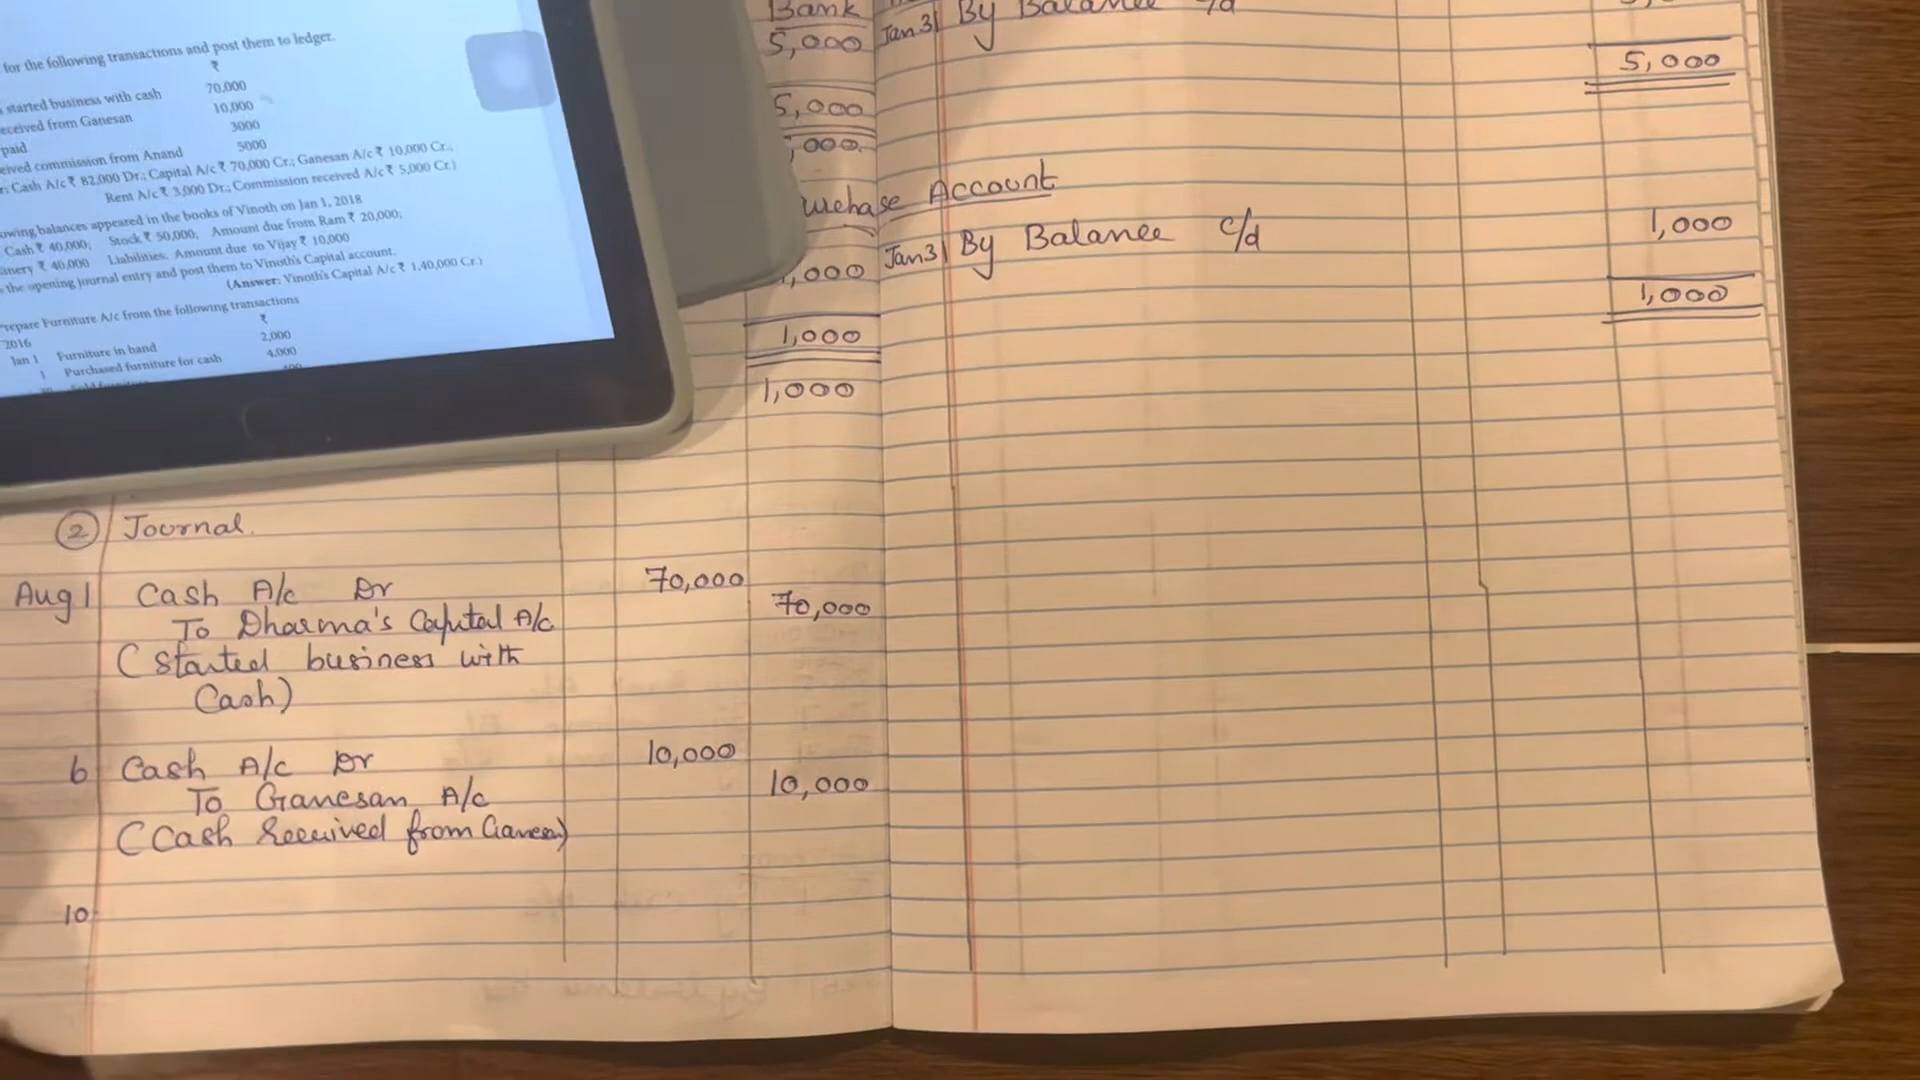 for the following transactions and post them to ledger.
₹
started business with cash 70,000
eceived from Ganesan 10,000
paid 3000
eived commission from Anand 5000
r: Cash A/c ₹ 82,000 Dr.; Capital A/c ₹ 70,000 Cr.; Ganesan A/c ₹ 10,000 Cr.,
Rent A/c ₹ 3,000 Dr.; Commission received A/c ₹ 5,000 Cr.)
owing balances appeared in the books of Vinoth on Jan 1, 2018
Cash ₹ 40,000; Stock ₹ 50,000; Amount due from Ram ₹ 20,000;
inery ₹ 40,000 Liabilities. Amount due to Vijay ₹ 10,000
the opening journal entry and post them to Vinoth's Capital account.
(Answer: Vinoth's Capital A/c ₹ 1,40,000 Cr.)
repare Furniture A/c from the following transactions
2016 ₹
Jan 1 Furniture in hand 2,000
1 Purchased furniture for cash 4,000
400
Bank
5,000
5,000
,000.
urchase Account
,000
1,000
1,000
Jan 31 By Balance c/d
5,000
Jan 31 By Balance c/d 1,000
1,000
② Journal.
Aug 1 Cash A/c Dr 70,000
To Dharma's Capital A/c 70,000
(Started business with
Cash)
6 Cash A/c Dr 10,000
To Ganesan A/c 10,000
(Cash Received from Ganesan)
10